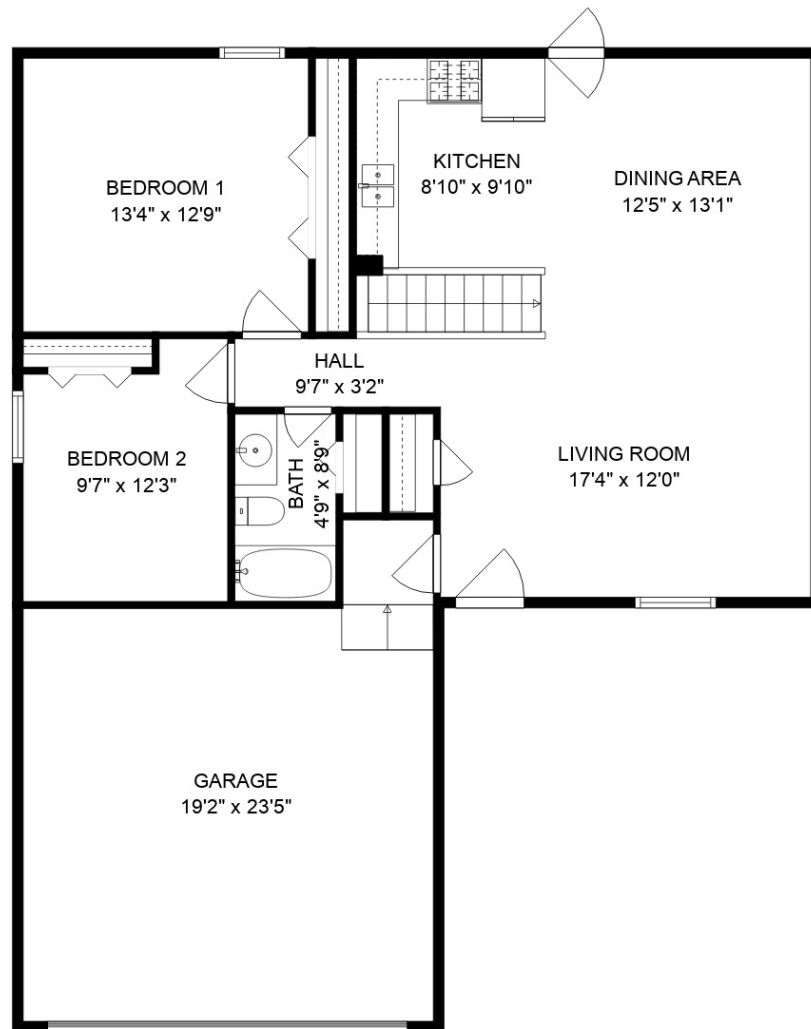 KITCHEN
8'10" x 9'10"
DINING AREA
12'5" x 13'1"
BEDROOM 1
13'4" x 12'9"
HALL
9'7" x 3'2"
BEDROOM 2
9'7" x 12'3"
BATH
4'9" x 8'9"
LIVING ROOM
17'4" x 12'0"
GARAGE
19'2" x 23'5"